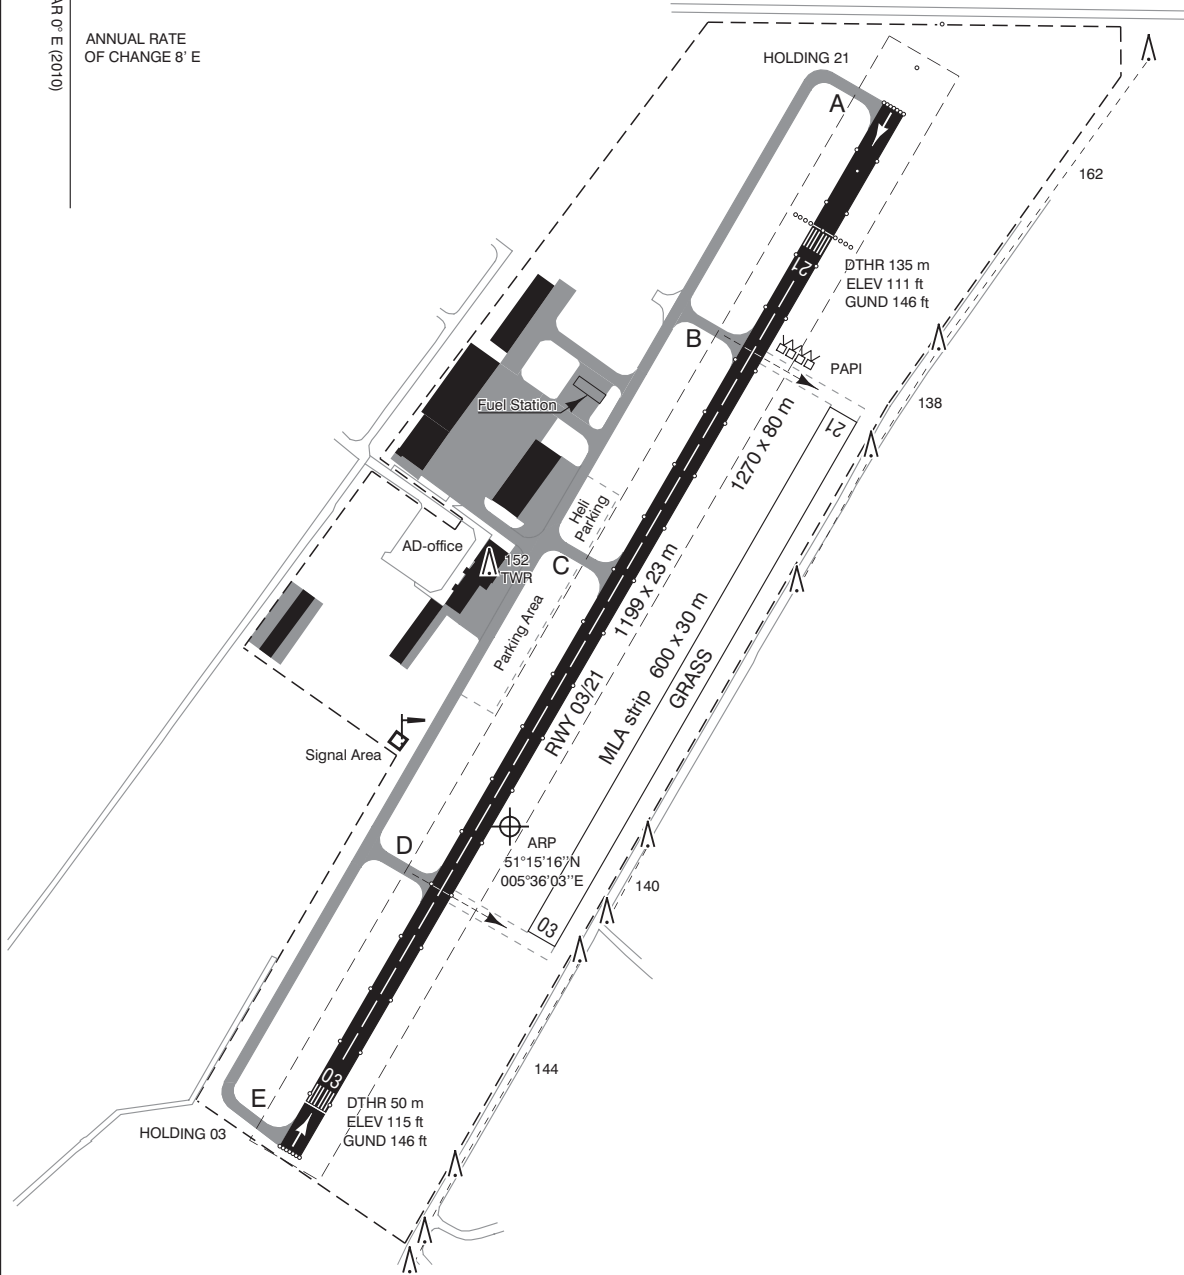 AR 0° E (2010)
ANNUAL RATE
OF CHANGE 8' E
HOLDING 21
A
162
21
DTHR 135 m
ELEV 111 ft
GUND 146 ft
B
PAPI
138
Fuel Station
21
1270 x 80 m
Heli
Parking
AD-office
152
TWR
C
1199 x 23 m
Parking Area
MLA strip 600 x 30 m
GRASS
RWY 03/21
Signal Area
D
ARP
51°15'16''N
005°36'03''E
140
03
144
03
E
DTHR 50 m
ELEV 115 ft
GUND 146 ft
HOLDING 03